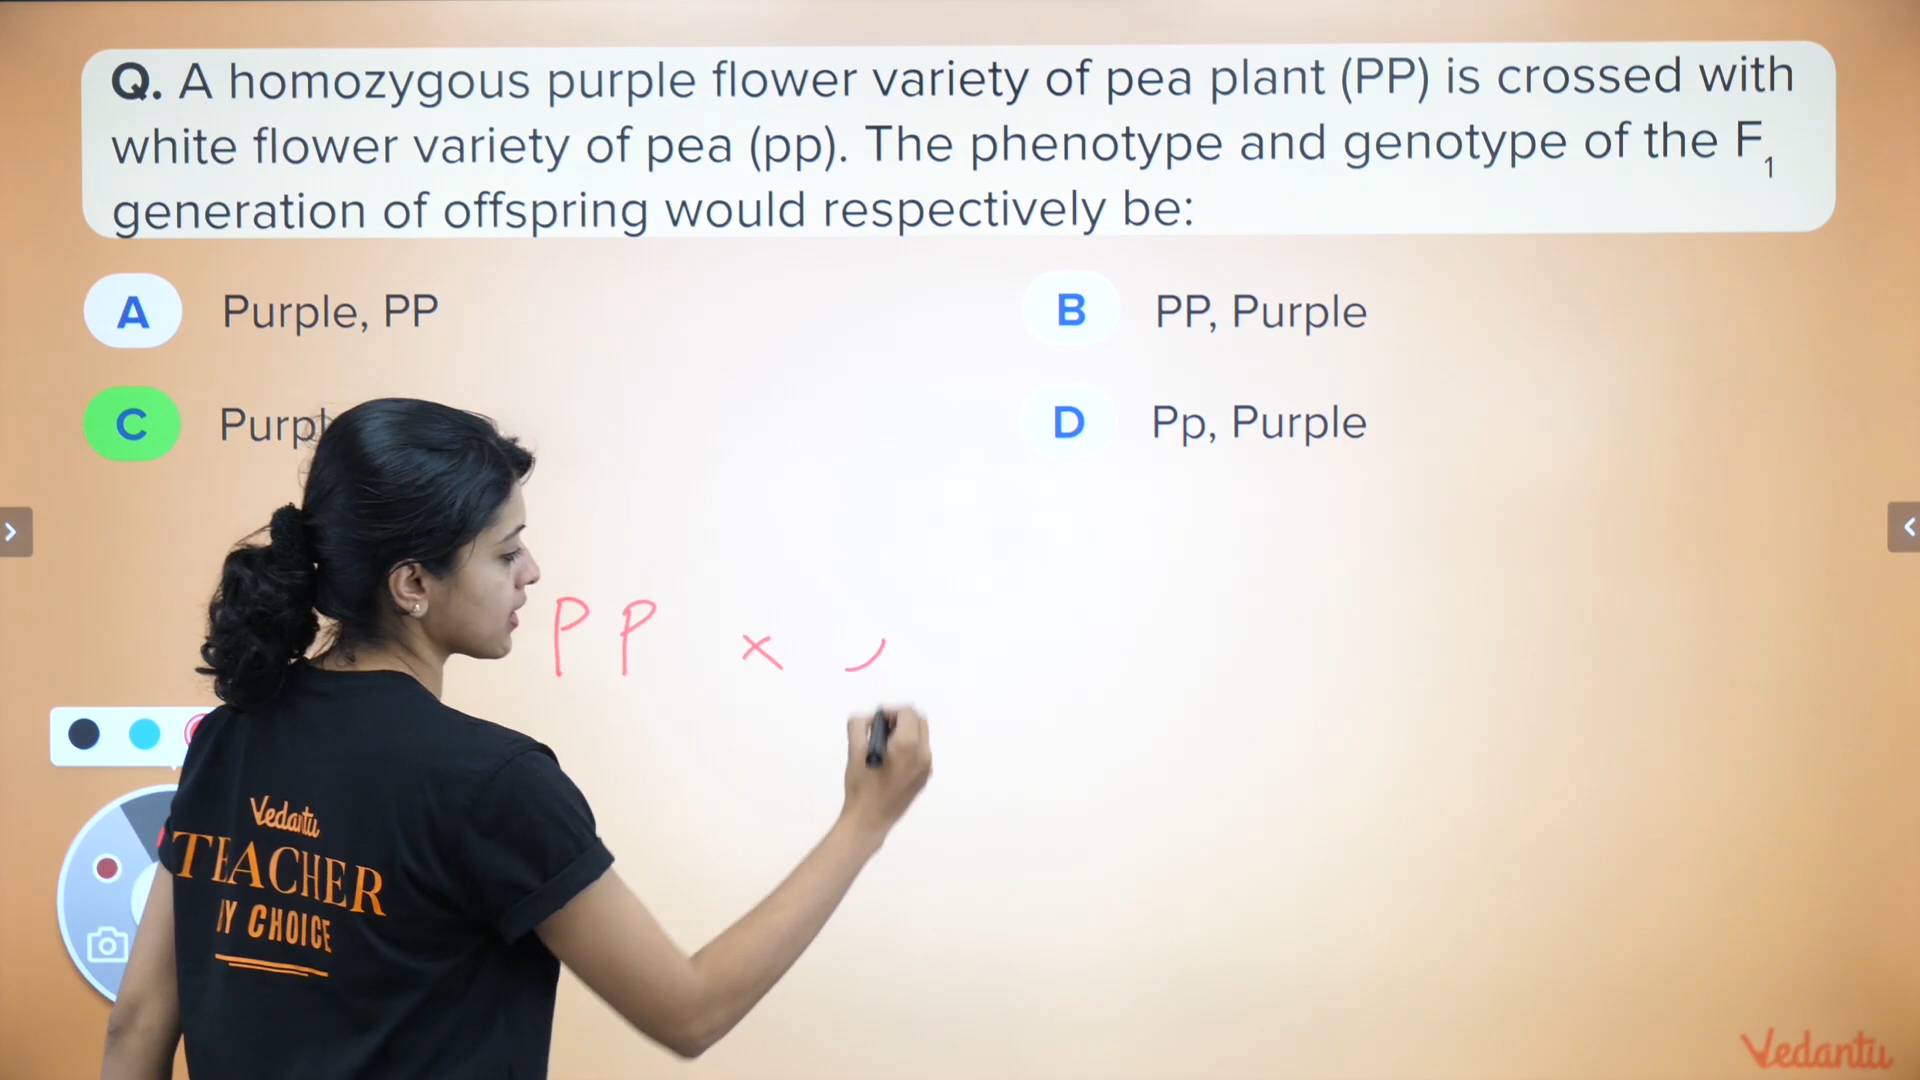 Q. A homozygous purple flower variety of pea plant (PP) is crossed with
white flower variety of pea (pp). The phenotype and genotype of the F₁
generation of offspring would respectively be:
A Purple, PP
B PP, Purple
C
D Pp, Purple
PP ×
Vedantu
TEACHER
BY CHOICE
Vedantu